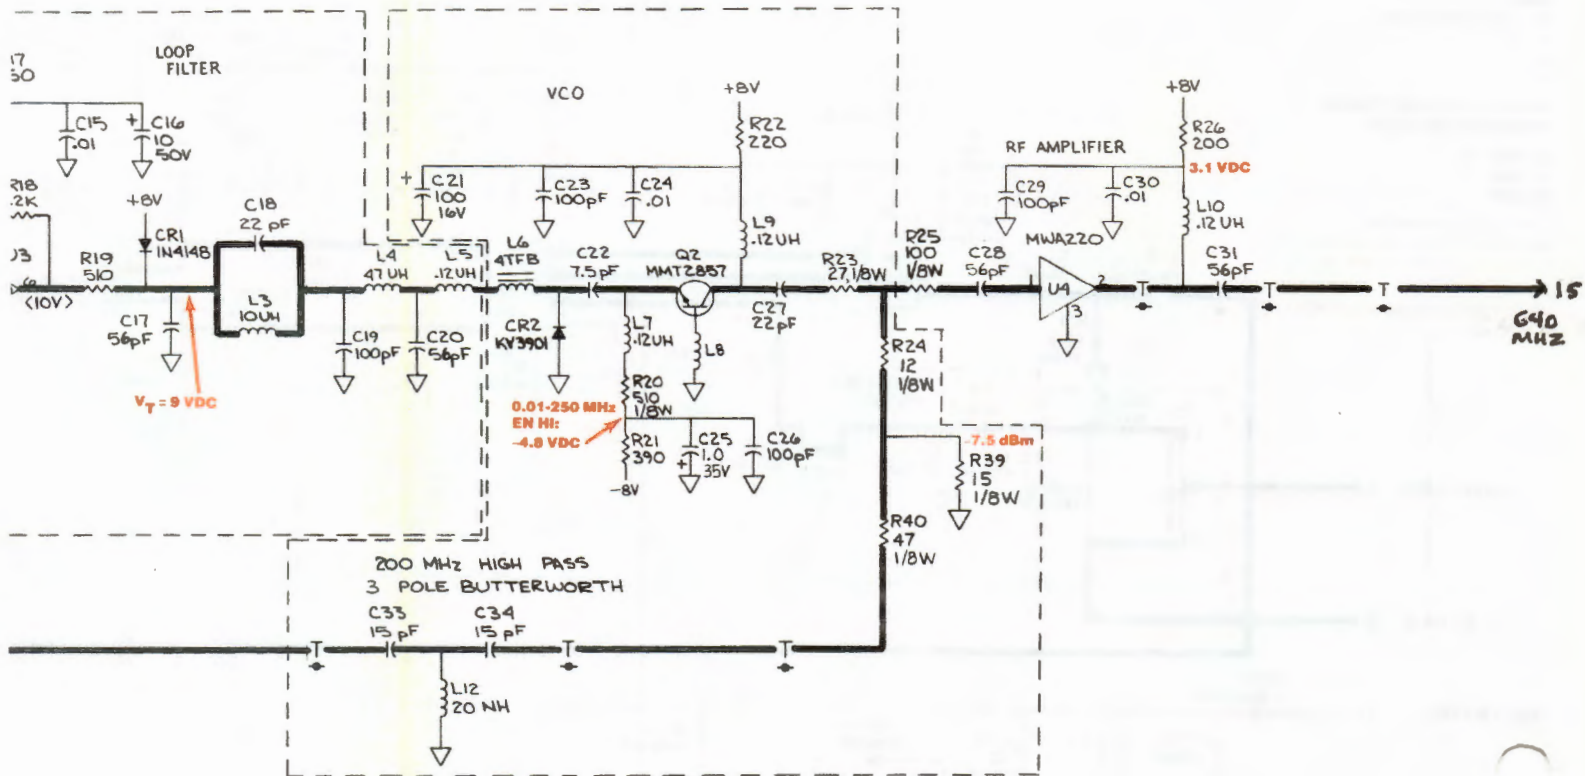 LOOP
FILTER
C15
.01
+
C16
10
50V
+8V
CR1
1N4148
R19
510
(10V)
C17
56pF
V_T = 9 VDC
C18
22 pF
L3
10UH
C19
100pF
L4
47UH
C20
56pF
L5
.12UH
VCO
+
C21
100
16V
C23
100pF
C24
.01
+8V
R22
220
L9
.12UH
L6
4TFB
CR2
KV3901
C22
7.5pF
Q2
MMT2857
L7
.12UH
L8
R20
510
1/8W
0.01-250 MHz
EN HI:
-4.8 VDC
R21
390
-8V
C25
1.0
35V
+
C26
100pF
C27
22pF
R23
27,1/8W
R24
12
1/8W
-7.5 dBm
R39
15
1/8W
R40
47
1/8W
R25
100
1/8W
C28
56pF
RF AMPLIFIER
C29
100pF
C30
.01
+8V
R26
200
3.1 VDC
L10
.12UH
MWA220
1
U4
2
3
C31
56pF
T
T
T
15
640
MHZ
200 MHz HIGH PASS
3 POLE BUTTERWORTH
C33
15 pF
C34
15 pF
T
T
T
L12
20 NH